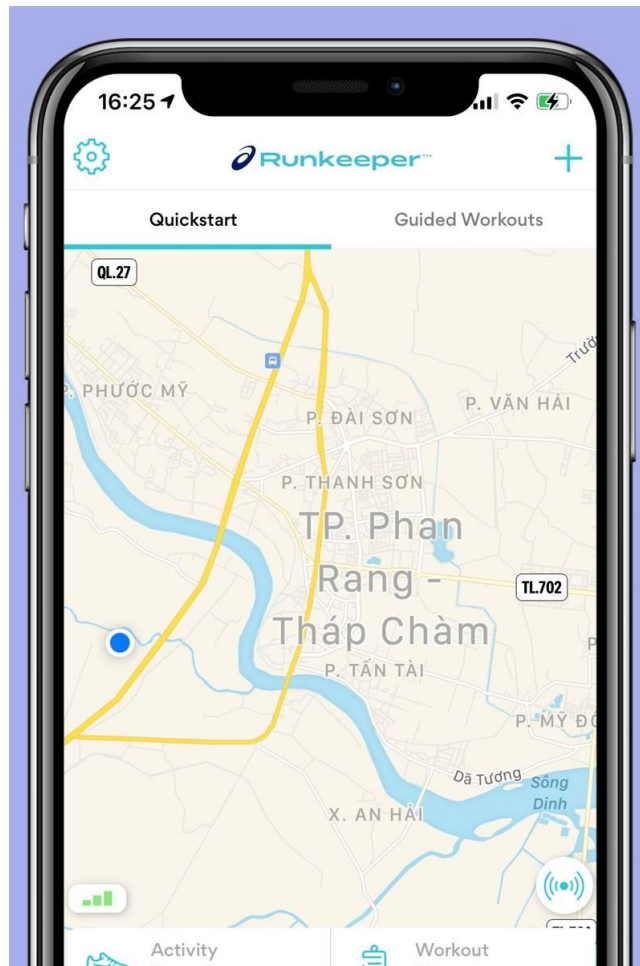 16:25
Runkeeper™
Quickstart
Guided Workouts
QL.27
P. PHƯỚC MỸ
P. ĐÀI SƠN
P. VĂN HẢI
P. THANH SƠN
TP. Phan
Rang -
Tháp Chàm
TL.702
P. TẤN TÀI
P. MỸ
Dã Tượng
Sông
Dinh
X. AN HẢI
Activity
Workout